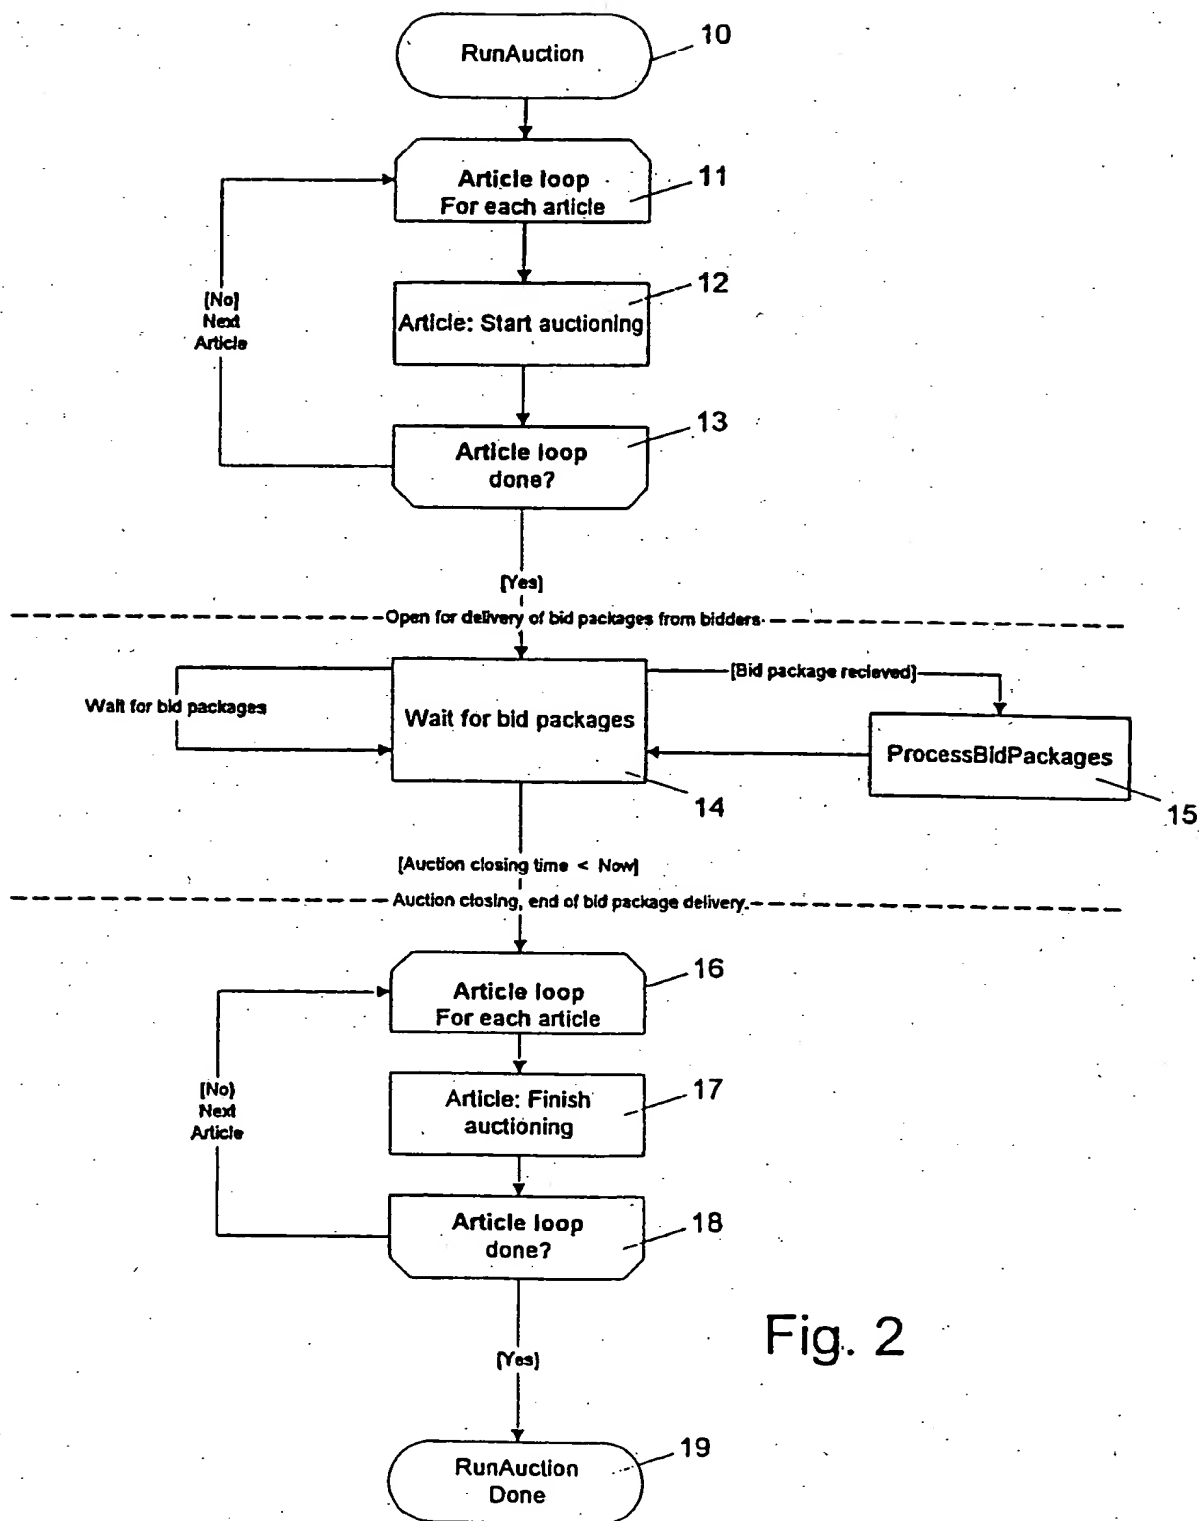 RunAuction
10
Article loop
For each article
11
[No]
Next
Article
12
Article: Start auctioning
13
Article loop
done?
[Yes]
Open for delivery of bid packages from bidders
Wait for bid packages
Wait for bid packages
[Bid package recieved]
ProcessBidPackages
14
15
[Auction closing time < Now]
Auction closing, end of bid package delivery.
16
Article loop
For each article
[No]
Next
Article
Article: Finish
auctioning
17
Article loop
done?
18
[Yes]
Fig. 2
RunAuction
Done
19